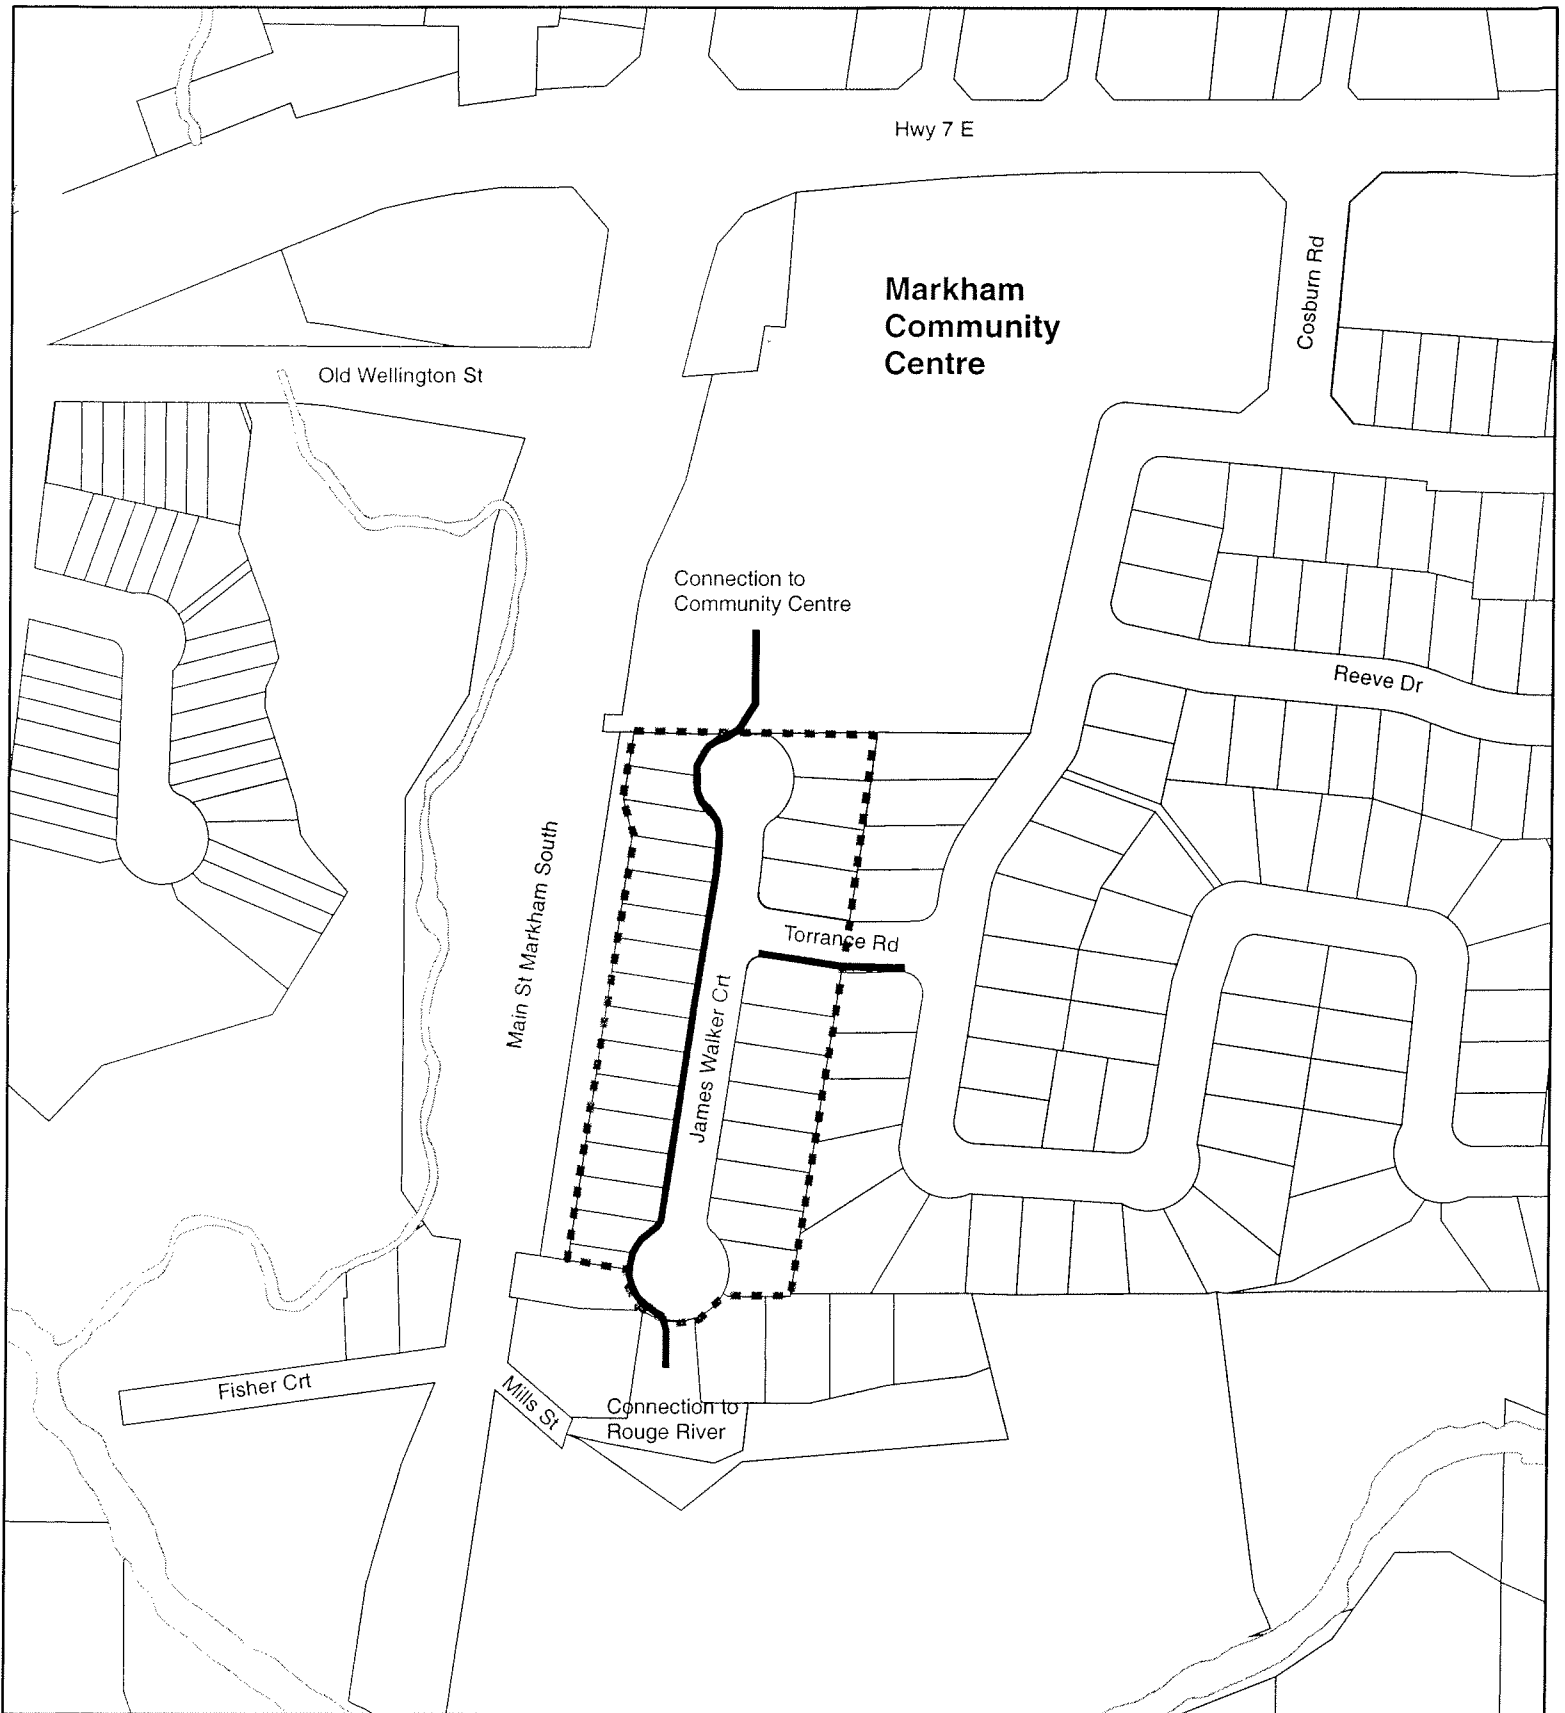 Hwy 7 E
Markham
Community
Centre
Cosburn Rd
Old Wellington St
Connection to
Community Centre
Reeve Dr
Main St Markham South
Torrance Rd
James Walker Crt
Fisher Crt
Mills St
Connection to
Rouge River